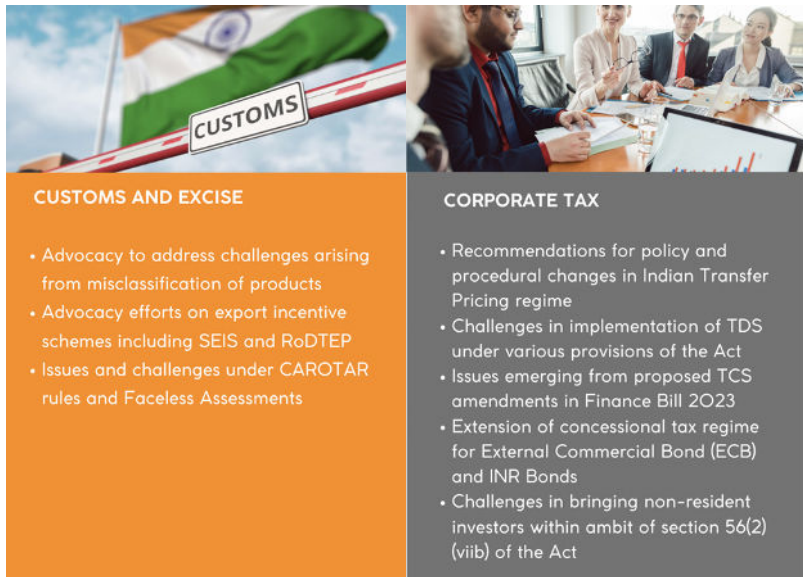 CUSTOMS
CUSTOMS AND EXCISE
• Advocacy to address challenges arising
from misclassification of products
• Advocacy efforts on export incentive
schemes including SEIS and RoDTEP
• Issues and challenges under CAROTAR
rules and Faceless Assessments
CORPORATE TAX
• Recommendations for policy and
procedural changes in Indian Transfer
Pricing regime
• Challenges in implementation of TDS
under various provisions of the Act
• Issues emerging from proposed TCS
amendments in Finance Bill 2023
• Extension of concessional tax regime
for External Commercial Bond (ECB)
and INR Bonds
• Challenges in bringing non-resident
investors within ambit of section 56(2)
(viib) of the Act